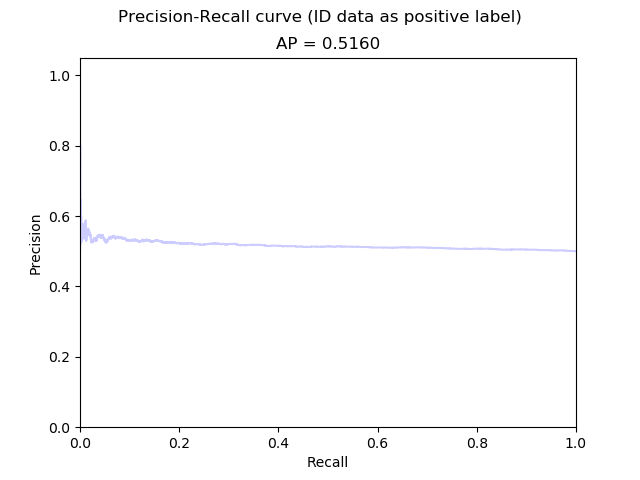 Precision-Recall curve (ID data as positive label)
AP = 0.5160
1.0
0.8
0.6
0.4
0.2
0.0
Precision
0.0 0.2 0.4 0.6 0.8 1.0
Recall